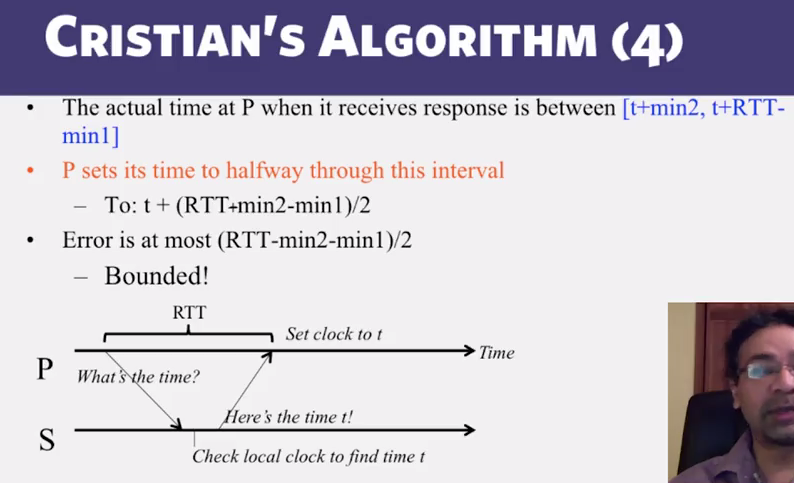 CRISTIAN'S ALGORITHM (4)
• The actual time at P when it receives response is between [t+min2, t+RTT-
min1]
• P sets its time to halfway through this interval
– To: t + (RTT+min2-min1)/2
• Error is at most (RTT-min2-min1)/2
– Bounded!
RTT
Set clock to t
Time
P
What's the time?
Here's the time t!
S
Check local clock to find time t